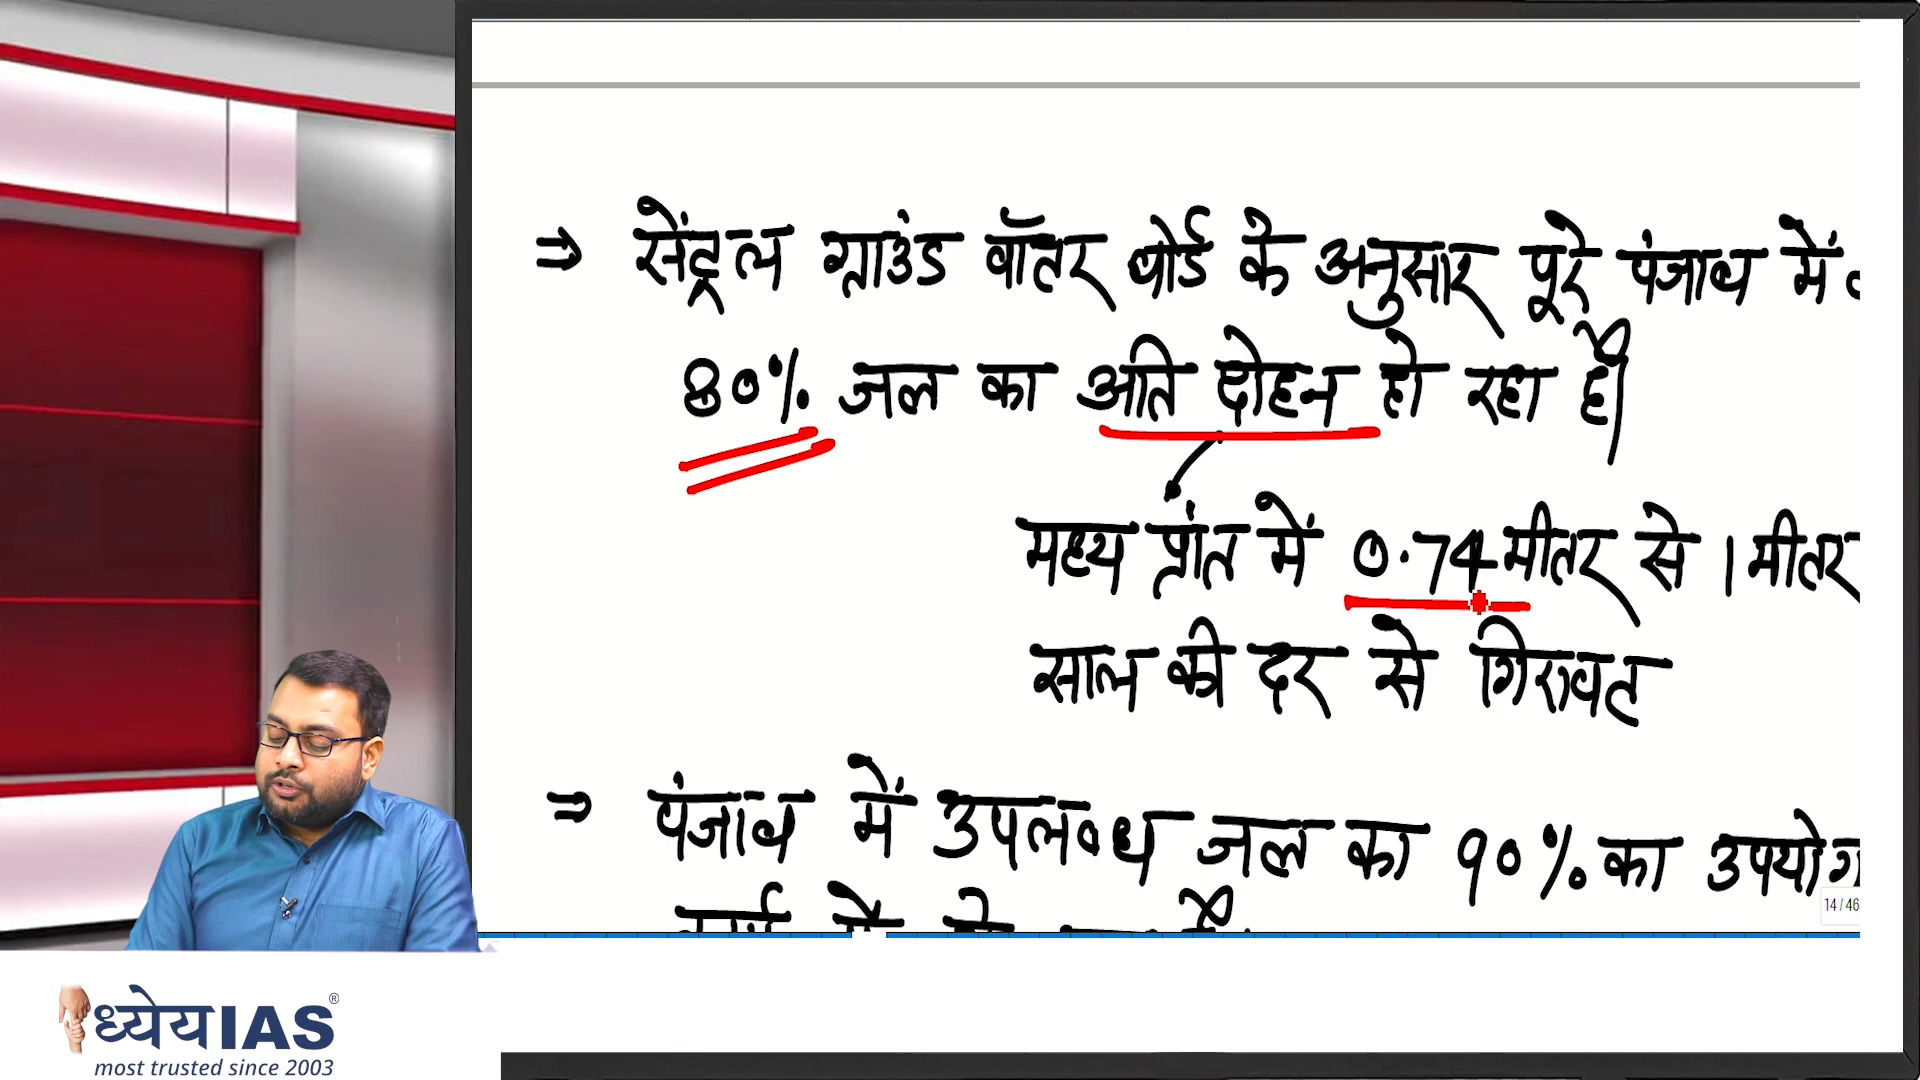 ⇒ सेंट्रल ग्राउंड वॉटर बोर्ड के अनुसार पूरे पंजाब में
80% जल का अति दोहन हो रहा है।
मध्य प्रांत में 0.74 मीटर से 1 मीटर
साल की दर से गिरावट
⇒ पंजाब में उपलब्ध जल का 90% का उपयोग
14 / 46
ध्येय IAS ®
most trusted since 2003